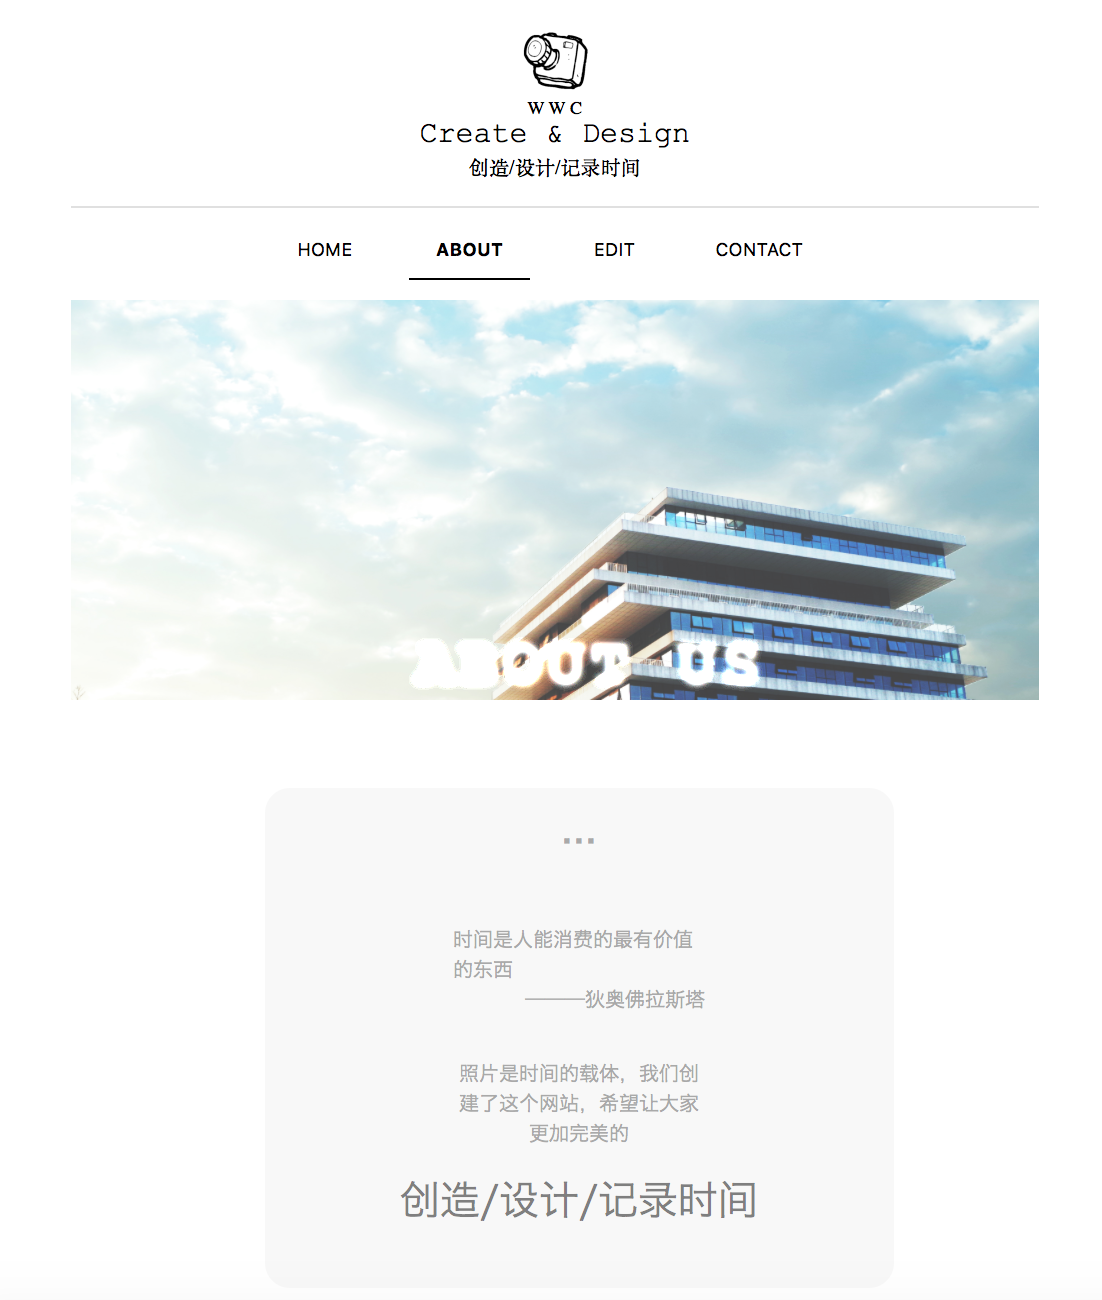 WWC
Create & Design
创造/设计/记录时间
HOME ABOUT EDIT CONTACT
ABOUT US
...
时间是人能消费的最有价值
的东西
———狄奥佛拉斯塔
照片是时间的载体，我们创
建了这个网站，希望让大家
更加完美的
创造/设计/记录时间